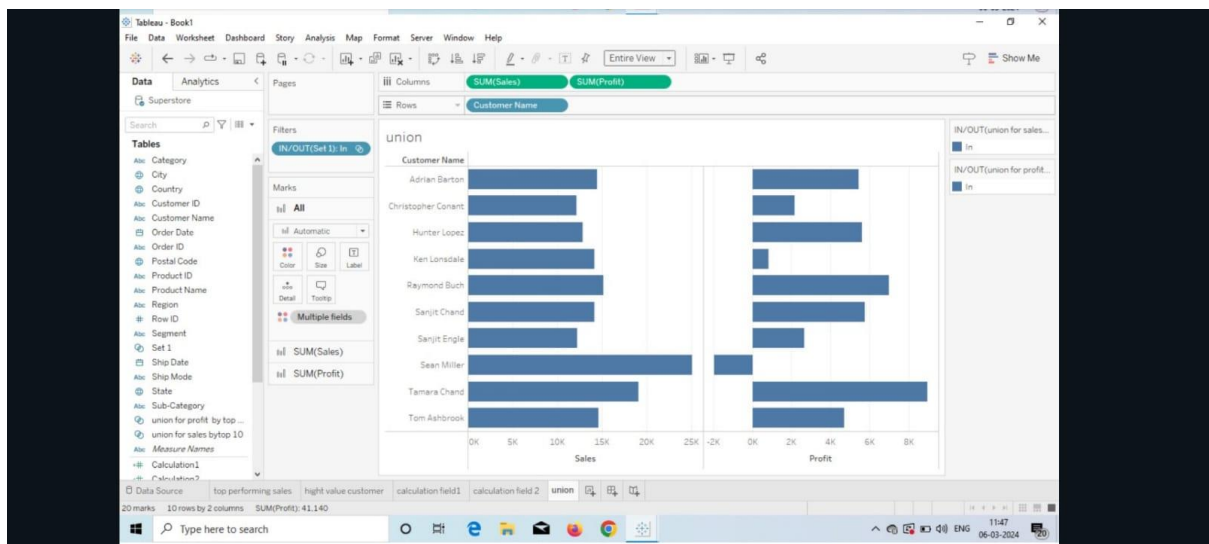 Tableau - Book1
File Data Worksheet Dashboard Story Analysis Map Format Server Window Help
Entire View
Show Me
Data Analytics
Superstore
Search
Tables
Abc Category
City
Country
Abc Customer ID
Abc Customer Name
Order Date
Abc Order ID
Postal Code
Abc Product ID
Abc Product Name
Abc Region
# Row ID
Abc Segment
Set 1
Ship Date
Abc Ship Mode
State
Abc Sub-Category
union for profit by top ...
union for sales bytop 10
Abc Measure Names
Calculation1
Calculation2
Pages
Filters
IN/OUT(Set 1): In
Marks
All
Automatic
Color Size Label
Detail Tooltip
Multiple fields
SUM(Sales)
SUM(Profit)
Columns SUM(Sales) SUM(Profit)
Rows Customer Name
union
Customer Name
Adrian Barton
Christopher Conant
Hunter Lopez
Ken Lonsdale
Raymond Buch
Sanjit Chand
Sanjit Engle
Sean Miller
Tamara Chand
Tom Ashbrook
0K 5K 10K 15K 20K 25K -2K 0K 2K 4K 6K 8K
Sales Profit
IN/OUT(union for sales...
In
IN/OUT(union for profit...
In
Data Source top performing sales hight value customer calculation field1 calculation field 2 union
20 marks 10 rows by 2 columns SUM(Profit): 41.140
Type here to search
ENG
11:47
06-03-2024
20